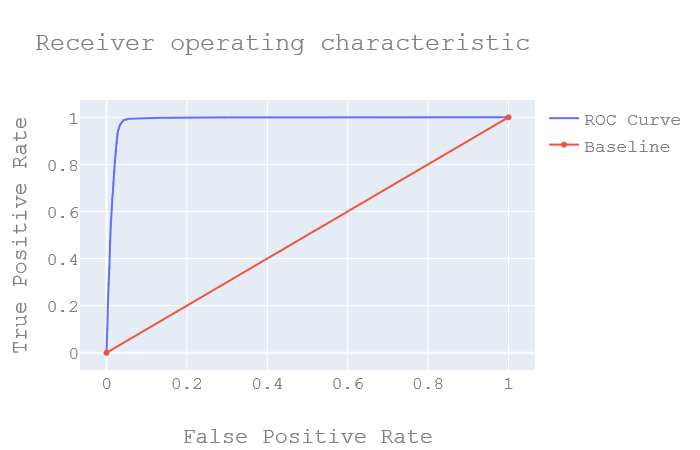 Receiver operating characteristic
True Positive Rate
1
0.8
0.6
0.4
0.2
0
0 0.2 0.4 0.6 0.8 1
False Positive Rate
ROC Curve
Baseline